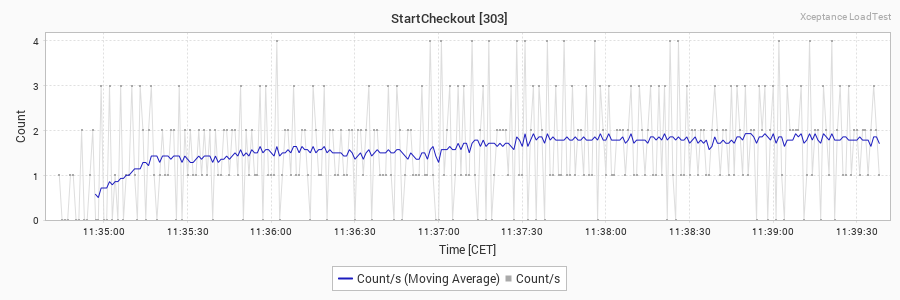 StartCheckout [303]
Xceptance LoadTest
Count
4
3
2
1
0
11:35:00 11:35:30 11:36:00 11:36:30 11:37:00 11:37:30 11:38:00 11:38:30 11:39:00 11:39:30
Time [CET]
Count/s (Moving Average) Count/s